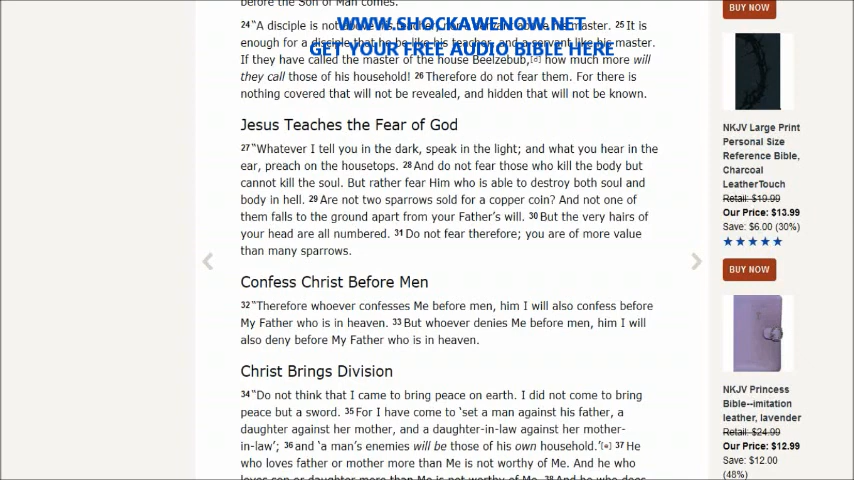 before the Son of Man comes.
WWW.SHOCKAWENOW.NET
GET YOUR FREE AUDIO BIBLE HERE
24 "A disciple is not above his teacher, nor a servant above his master. 25 It is
enough for a disciple that he be like his teacher, and a servant like his master.
If they have called the master of the house Beelzebub,[d] how much more will
they call those of his household! 26 Therefore do not fear them. For there is
nothing covered that will not be revealed, and hidden that will not be known.
Jesus Teaches the Fear of God
27 "Whatever I tell you in the dark, speak in the light; and what you hear in the
ear, preach on the housetops. 28 And do not fear those who kill the body but
cannot kill the soul. But rather fear Him who is able to destroy both soul and
body in hell. 29 Are not two sparrows sold for a copper coin? And not one of
them falls to the ground apart from your Father's will. 30 But the very hairs of
your head are all numbered. 31 Do not fear therefore; you are of more value
than many sparrows.
Confess Christ Before Men
32 "Therefore whoever confesses Me before men, him I will also confess before
My Father who is in heaven. 33 But whoever denies Me before men, him I will
also deny before My Father who is in heaven.
Christ Brings Division
34 "Do not think that I came to bring peace on earth. I did not come to bring
peace but a sword. 35 For I have come to 'set a man against his father, a
daughter against her mother, and a daughter-in-law against her mother-
in-law'; 36 and 'a man's enemies will be those of his own household.'[e] 37 He
who loves father or mother more than Me is not worthy of Me. And he who
loves son or daughter more than Me is not worthy of Me. 38 And he who does
BUY NOW
NKJV Large Print
Personal Size
Reference Bible,
Charcoal
LeatherTouch
Retail: $19.99
Our Price: $13.99
Save: $6.00 (30%)
BUY NOW
NKJV Princess
Bible--imitation
leather, lavender
Retail: $24.99
Our Price: $12.99
Save: $12.00
(48%)